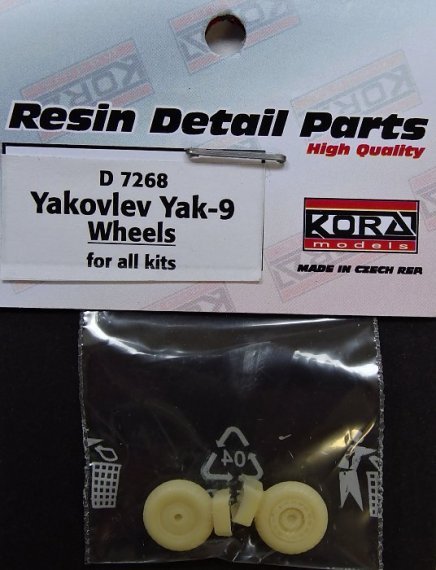 Resin Detail Parts
High Quality
D 7268
Yakovlev Yak-9
Wheels
for all kits
KORA
models
MADE IN CZECH REP.
04